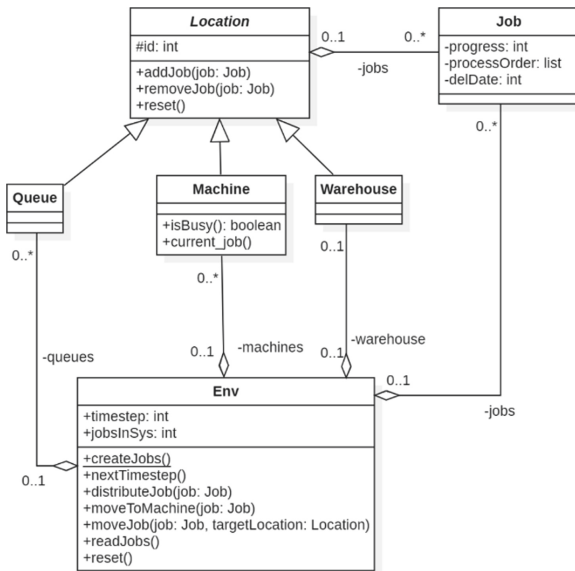 Location
#id: int
+addJob(job: Job)
+removeJob(job: Job)
+reset()
0..1
0..*
-jobs
Job
-progress: int
-processOrder: list
-delDate: int
0..*
Queue
0..*
Machine
+isBusy(): boolean
+current_job()
0..*
Warehouse
0..1
-queues
0..1
-machines
0..1
-warehouse
0..1
-jobs
0..1
Env
+timestep: int
+jobsInSys: int
+createJobs()
+nextTimestep()
+distributeJob(job: Job)
+moveToMachine(job: Job)
+moveJob(job: Job, targetLocation: Location)
+readJobs()
+reset()